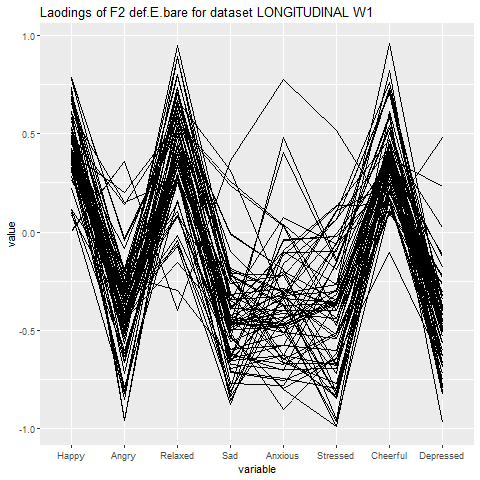 Laodings of F2 def.E.bare for dataset LONGITUDINAL W1
1.0
0.5
0.0
-0.5
-1.0
value
Happy Angry Relaxed Sad Anxious Stressed Cheerful Depressed
variable